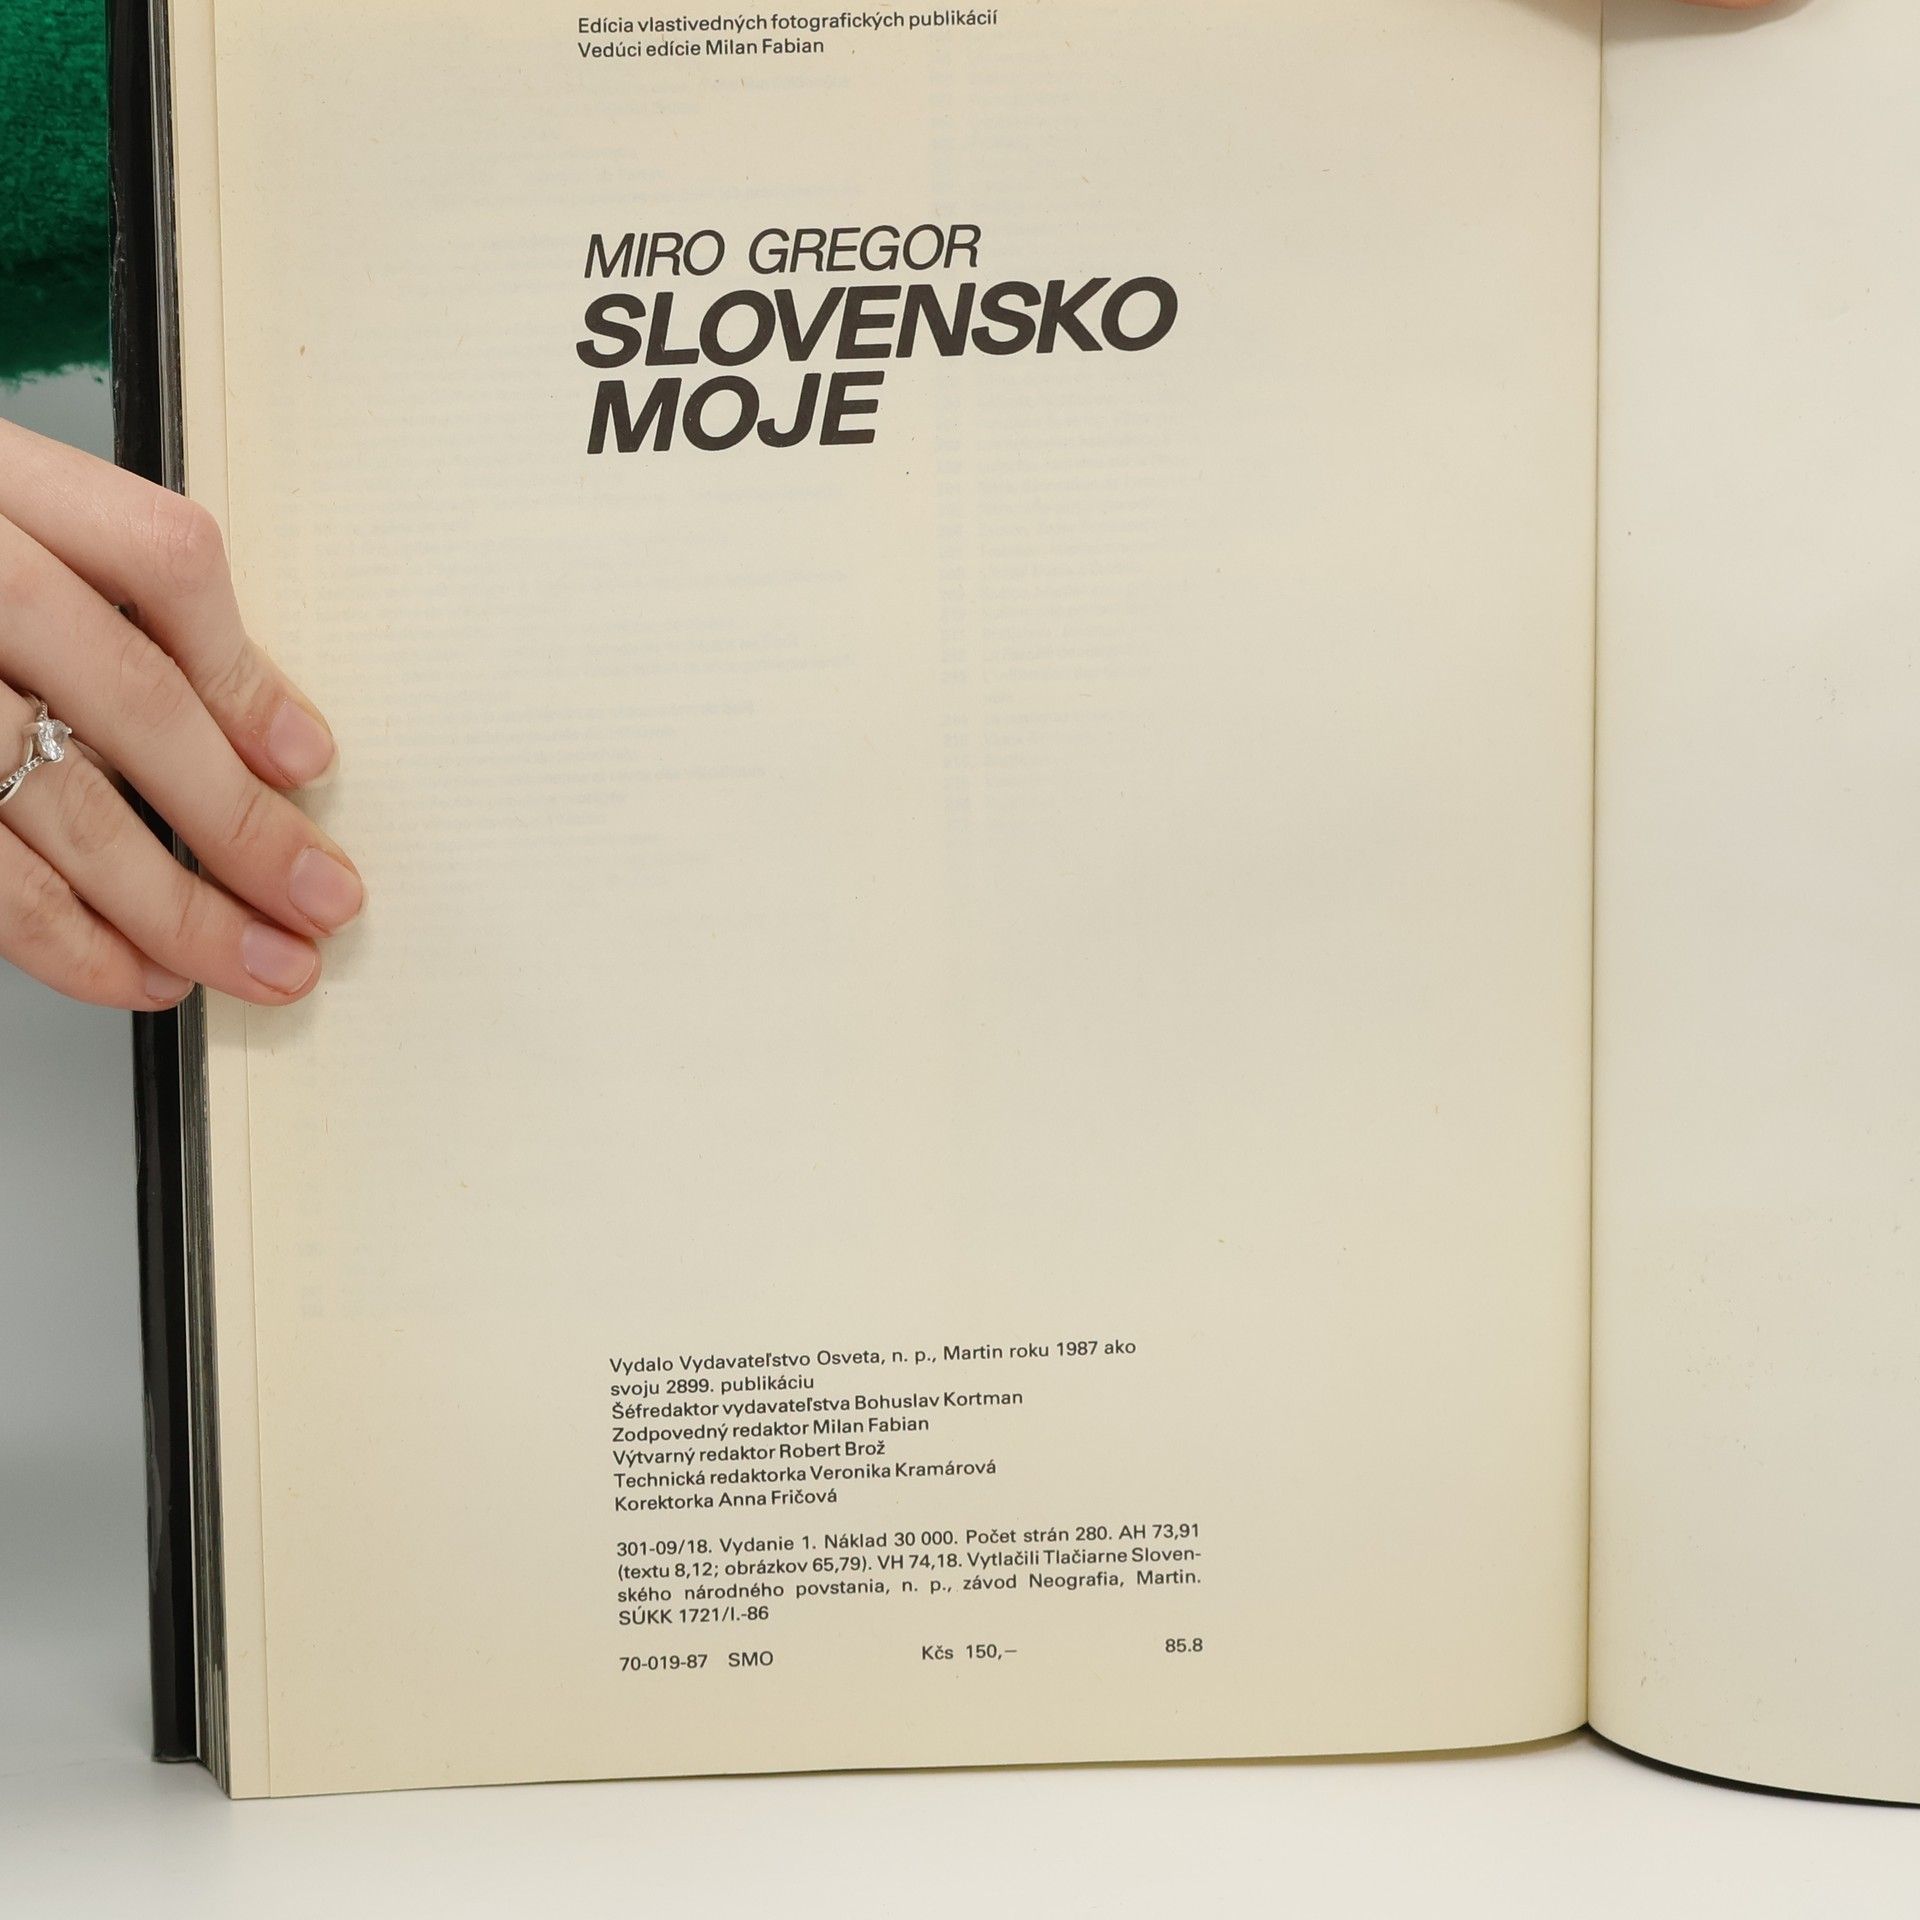 Edícia vlastivedných fotografických publikácií
Vedúci edície Milan Fabian
MIRO GREGOR
SLOVENSKO
MOJE
Vydalo Vydavateľstvo Osveta, n. p., Martin roku 1987 ako
svoju 2899. publikáciu
Šéfredaktor vydavateľstva Bohuslav Kortman
Zodpovedný redaktor Milan Fabian
Výtvarný redaktor Robert Brož
Technická redaktorka Veronika Kramárová
Korektorka Anna Fričová
301-09/18. Vydanie 1. Náklad 30 000. Počet strán 280. AH 73,91
(textu 8,12; obrázkov 65,79). VH 74,18. Vytlačili Tlačiarne Sloven-
ského národného povstania, n. p., závod Neografia, Martin.
SÚKK 1721/I.-86
70-019-87 SMO Kčs 150,— 85.8